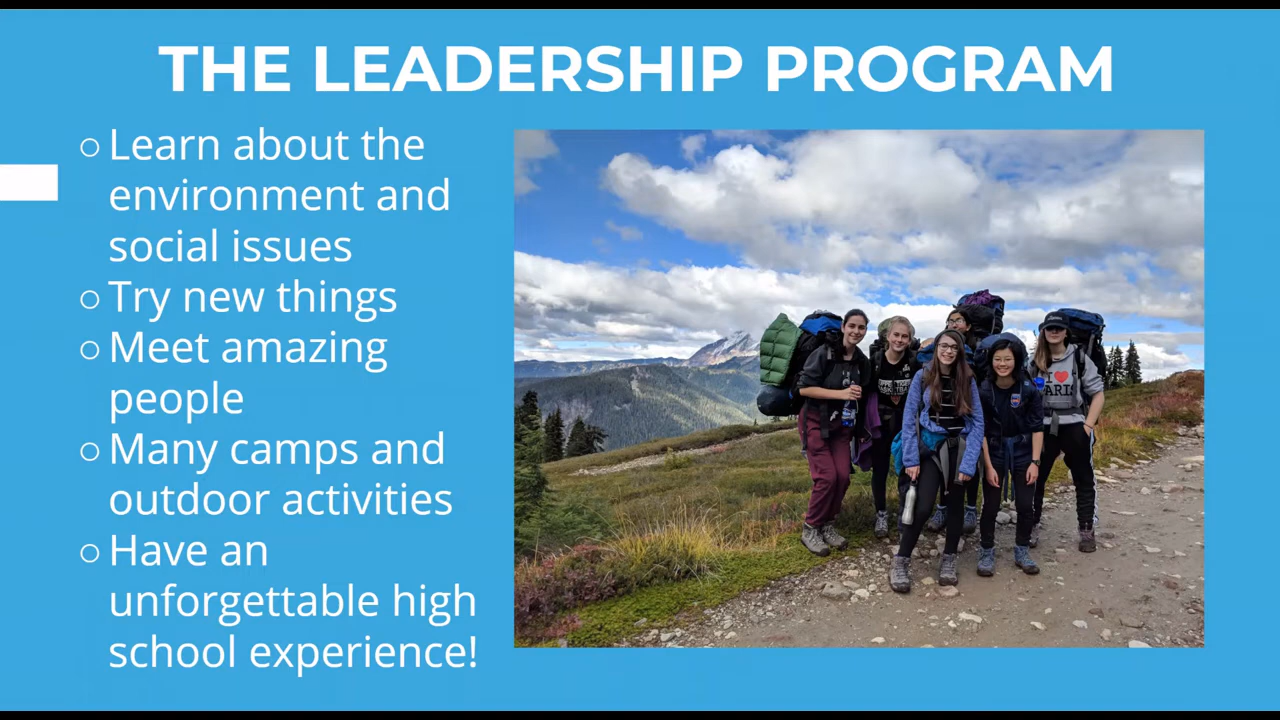 THE LEADERSHIP PROGRAM
○ Learn about the
environment and
social issues
○ Try new things
○ Meet amazing
people
○ Many camps and
outdoor activities
○ Have an
unforgettable high
school experience!
I ❤
PARIS